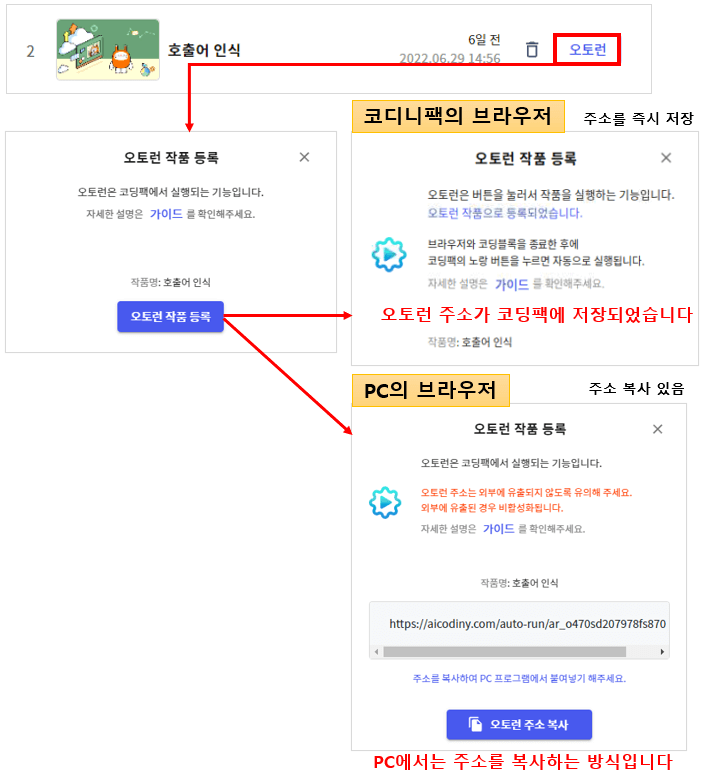 2
호출어 인식
6일 전
2022.06.29 14:56
오토런
오토런 작품 등록
오토런은 코딩팩에서 실행되는 기능입니다.
자세한 설명은 가이드 를 확인해주세요.
작품명: 호출어 인식
오토런 작품 등록
코디니팩의 브라우저
주소를 즉시 저장
오토런 작품 등록
오토런은 버튼을 눌러서 작품을 실행하는 기능입니다.
오토런 작품으로 등록되었습니다.
브라우저와 코딩블록을 종료한 후에
코딩팩의 노랑 버튼을 누르면 자동으로 실행됩니다.
자세한 설명은 가이드 를 확인해주세요.
오토런 주소가 코딩팩에 저장되었습니다
작품명: 호출어 인식
PC의 브라우저
주소 복사 있음
오토런 작품 등록
오토런은 코딩팩에서 실행되는 기능입니다.
오토런 주소는 외부에 유출되지 않도록 유의해 주세요.
외부에 유출된 경우 비활성화됩니다.
자세한 설명은 가이드 를 확인해주세요.
작품명: 호출어 인식
https://aicodiny.com/auto-run/ar_o470sd207978fs870
주소를 복사하여 PC 프로그램에서 붙여넣기 해주세요.
오토런 주소 복사
PC에서는 주소를 복사하는 방식입니다